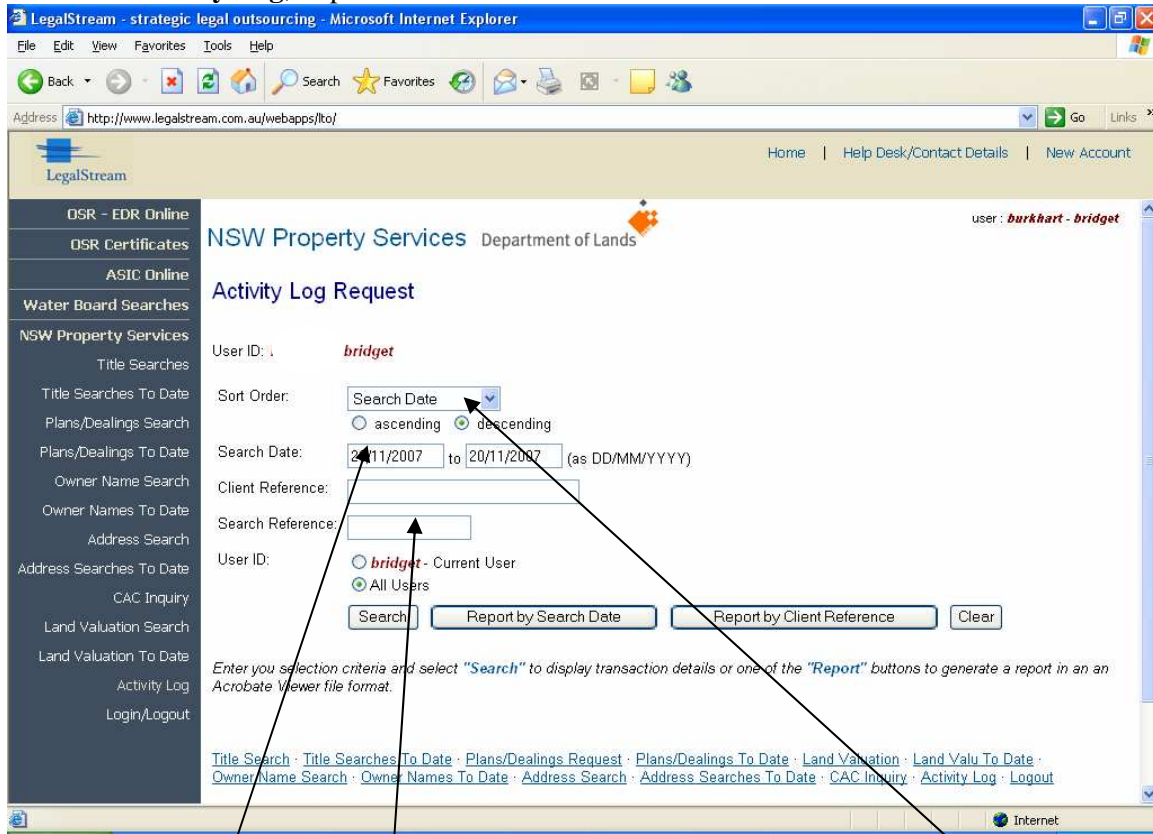 LegalStream - strategic legal outsourcing - Microsoft Internet Explorer
File Edit View Favorites Tools Help
Back Search Favorites
Address http://www.legalstream.com.au/webapps/lto/ Go Links »
LegalStream
Home | Help Desk/Contact Details | New Account
OSR - EDR Online
OSR Certificates
ASIC Online
Water Board Searches
NSW Property Services
Title Searches
Title Searches To Date
Plans/Dealings Search
Plans/Dealings To Date
Owner Name Search
Owner Names To Date
Address Search
Address Searches To Date
CAC Inquiry
Land Valuation Search
Land Valuation To Date
Activity Log
Login/Logout
user : burkhart - bridget
NSW Property Services Department of Lands
Activity Log Request
User ID: bridget
Sort Order: Search Date
ascending descending
Search Date: to 20/11/2007 (as DD/MM/YYYY)
Client Reference:
Search Reference:
User ID: bridget - Current User
All Users
Search Report by Search Date Report by Client Reference Clear
Enter you selection criteria and select "Search" to display transaction details or one of the "Report" buttons to generate a report in an an
Acrobate Viewer file format.
Title Search · Title Searches To Date · Plans/Dealings Request · Plans/Dealings To Date · Land Valuation · Land Valu To Date ·
Owner Name Search · Owner Names To Date · Address Search · Address Searches To Date · CAC Inquiry · Activity Log · Logout
Internet